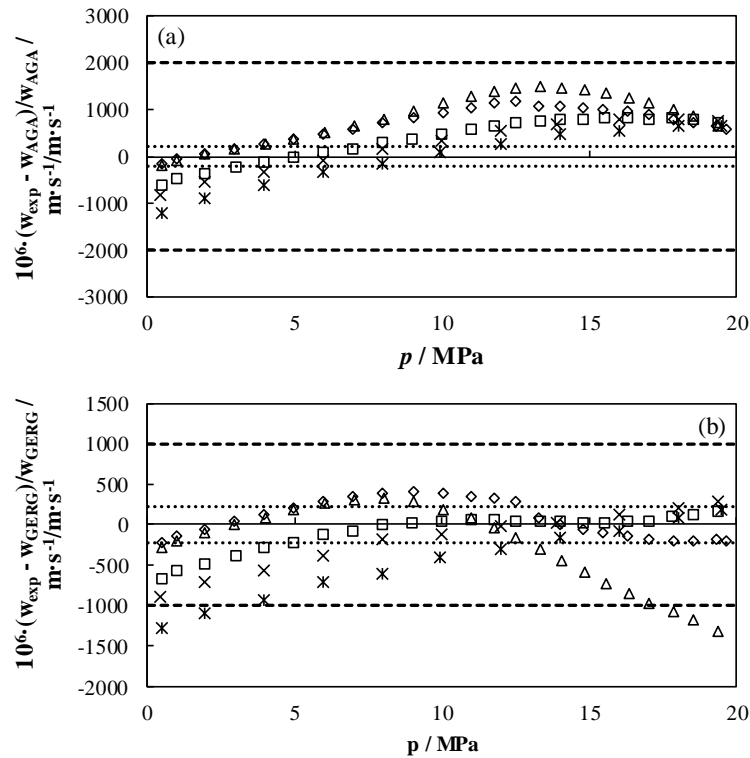 (a)
10⁶·(w_exp - w_AGA)/w_AGA /
m·s⁻¹/m·s⁻¹
3000
2000
1000
0
-1000
-2000
-3000
0 5 10 15 20
p / MPa
(b)
10⁶·(w_exp - w_GERG)/w_GERG /
m·s⁻¹/m·s⁻¹
1500
1000
500
0
-500
-1000
-1500
-2000
0 5 10 15 20
p / MPa